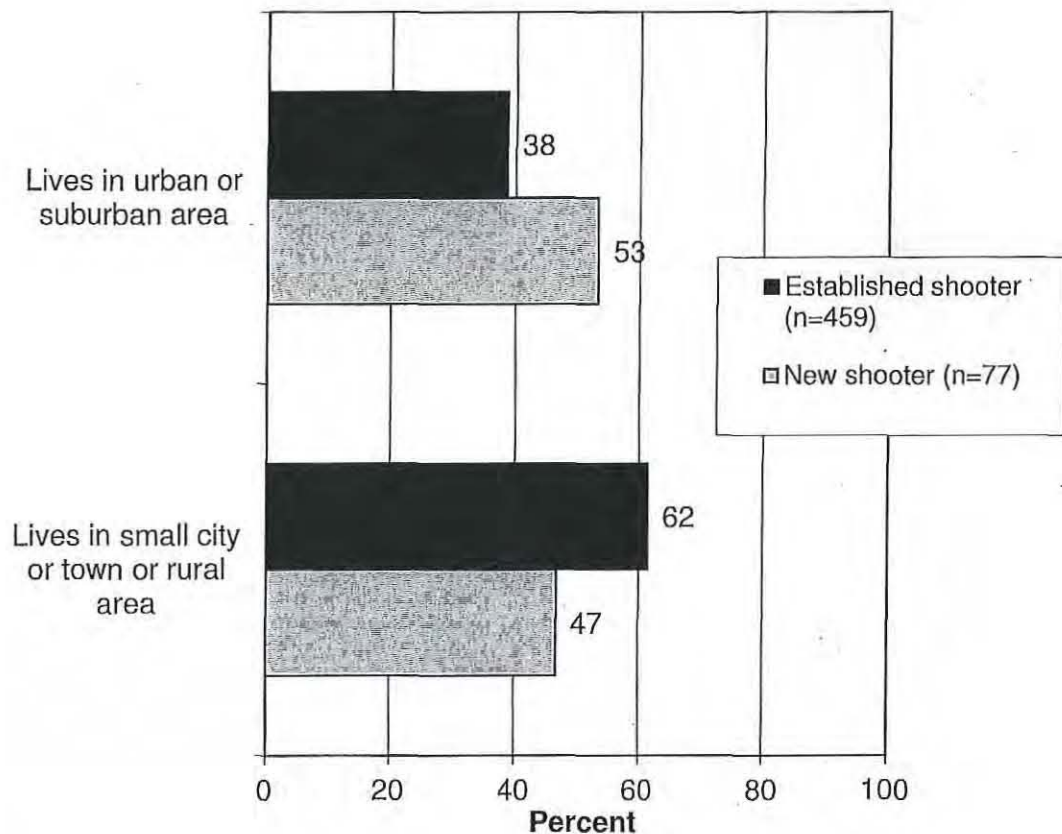 38
Lives in urban or
suburban area
53
Established shooter
(n=459)
New shooter (n=77)
62
Lives in small city
or town or rural
area
47
0 20 40 60 80 100
Percent